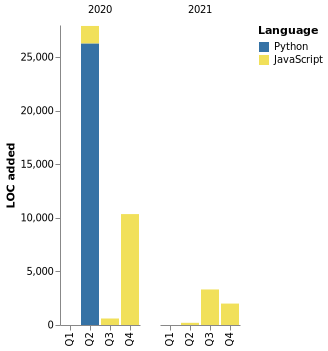 2020 2021
Language
Python
JavaScript
LOC added
25,000
20,000
15,000
10,000
5,000
0
Q1 Q2 Q3 Q4 Q1 Q2 Q3 Q4